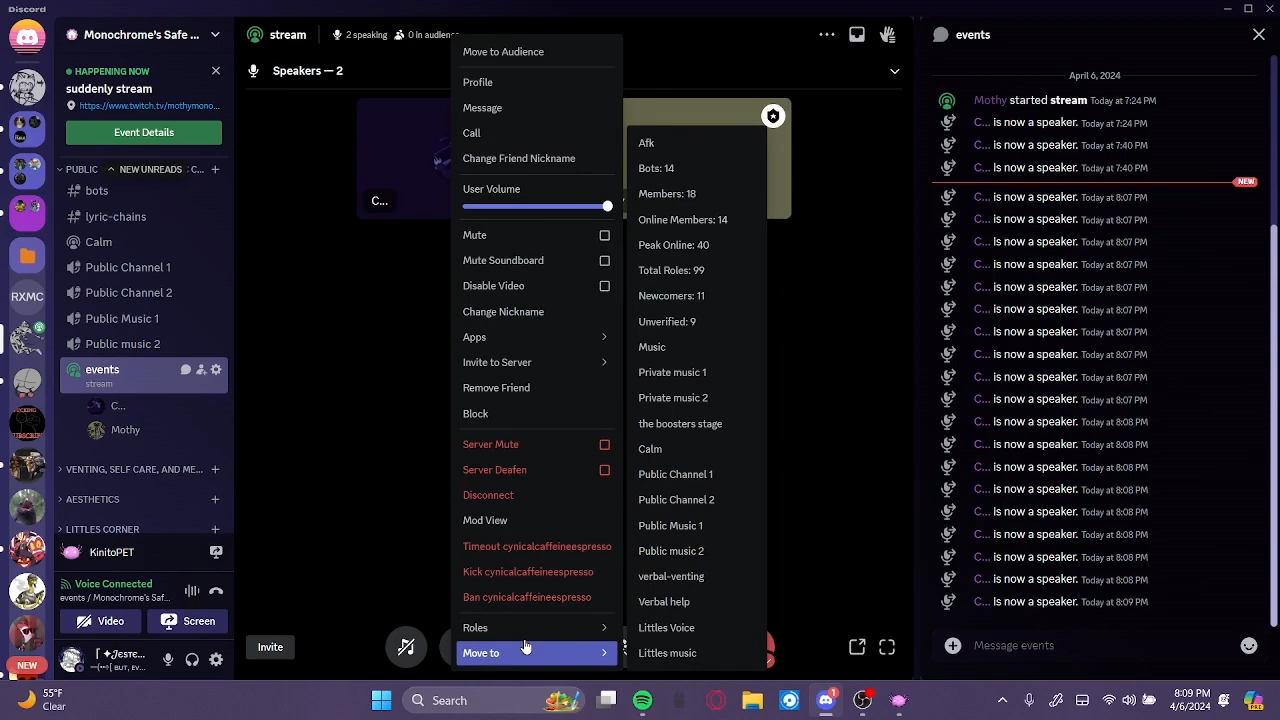 Discord
Monochrome's Safe ...
HAPPENING NOW
suddenly stream
https://www.twitch.tv/mothymono...
Event Details
PUBLIC
NEW UNREADS
C...
bots
lyric-chains
Calm
Public Channel 1
Public Channel 2
Public Music 1
Public music 2
events
stream
C...
Mothy
VENTING, SELF CARE, AND ME...
AESTHETICS
LITTLES CORNER
KinitoPET
Voice Connected
events / Monochrome's Saf...
Video
Screen
[ BUT, EV...
RXMC
NEW
stream
2 speaking
0 in audience
Speakers — 2
C...
Invite
Move to Audience
Profile
Message
Call
Change Friend Nickname
User Volume
Mute
Mute Soundboard
Disable Video
Change Nickname
Apps
Invite to Server
Remove Friend
Block
Server Mute
Server Deafen
Disconnect
Mod View
Timeout cynicalcaffeineespresso
Kick cynicalcaffeineespresso
Ban cynicalcaffeineespresso
Roles
Move to
Afk
Bots: 14
Members: 18
Online Members: 14
Peak Online: 40
Total Roles: 99
Newcomers: 11
Unverified: 9
Music
Private music 1
Private music 2
the boosters stage
Calm
Public Channel 1
Public Channel 2
Public Music 1
Public music 2
verbal-venting
Verbal help
Littles Voice
Littles music
events
April 6, 2024
Mothy started stream Today at 7:24 PM
C... is now a speaker. Today at 7:24 PM
C... is now a speaker. Today at 7:40 PM
C... is now a speaker. Today at 7:40 PM
NEW
C... is now a speaker. Today at 8:07 PM
C... is now a speaker. Today at 8:07 PM
C... is now a speaker. Today at 8:07 PM
C... is now a speaker. Today at 8:07 PM
C... is now a speaker. Today at 8:07 PM
C... is now a speaker. Today at 8:07 PM
C... is now a speaker. Today at 8:07 PM
C... is now a speaker. Today at 8:07 PM
C... is now a speaker. Today at 8:07 PM
C... is now a speaker. Today at 8:07 PM
C... is now a speaker. Today at 8:08 PM
C... is now a speaker. Today at 8:08 PM
C... is now a speaker. Today at 8:08 PM
C... is now a speaker. Today at 8:08 PM
C... is now a speaker. Today at 8:08 PM
C... is now a speaker. Today at 8:08 PM
C... is now a speaker. Today at 8:08 PM
C... is now a speaker. Today at 8:08 PM
C... is now a speaker. Today at 8:09 PM
Message events
55°F
Clear
Search
1
8:09 PM
4/6/2024